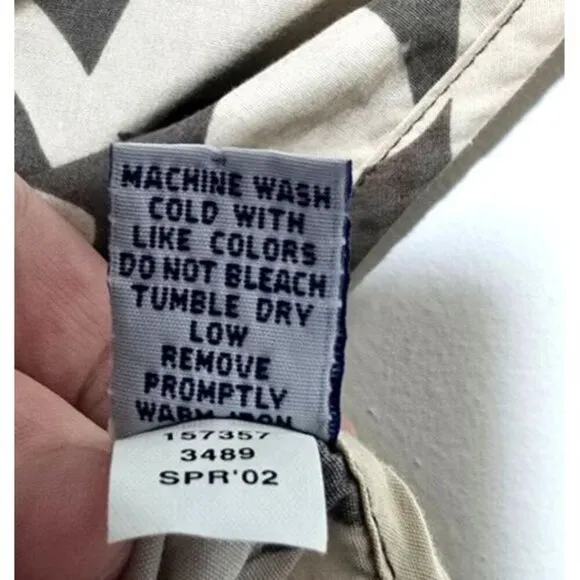 MACHINE WASH
COLD WITH
LIKE COLORS
DO NOT BLEACH
TUMBLE DRY
LOW
REMOVE
PROMPTLY
WARM IRON
157357
3489
SPR'02